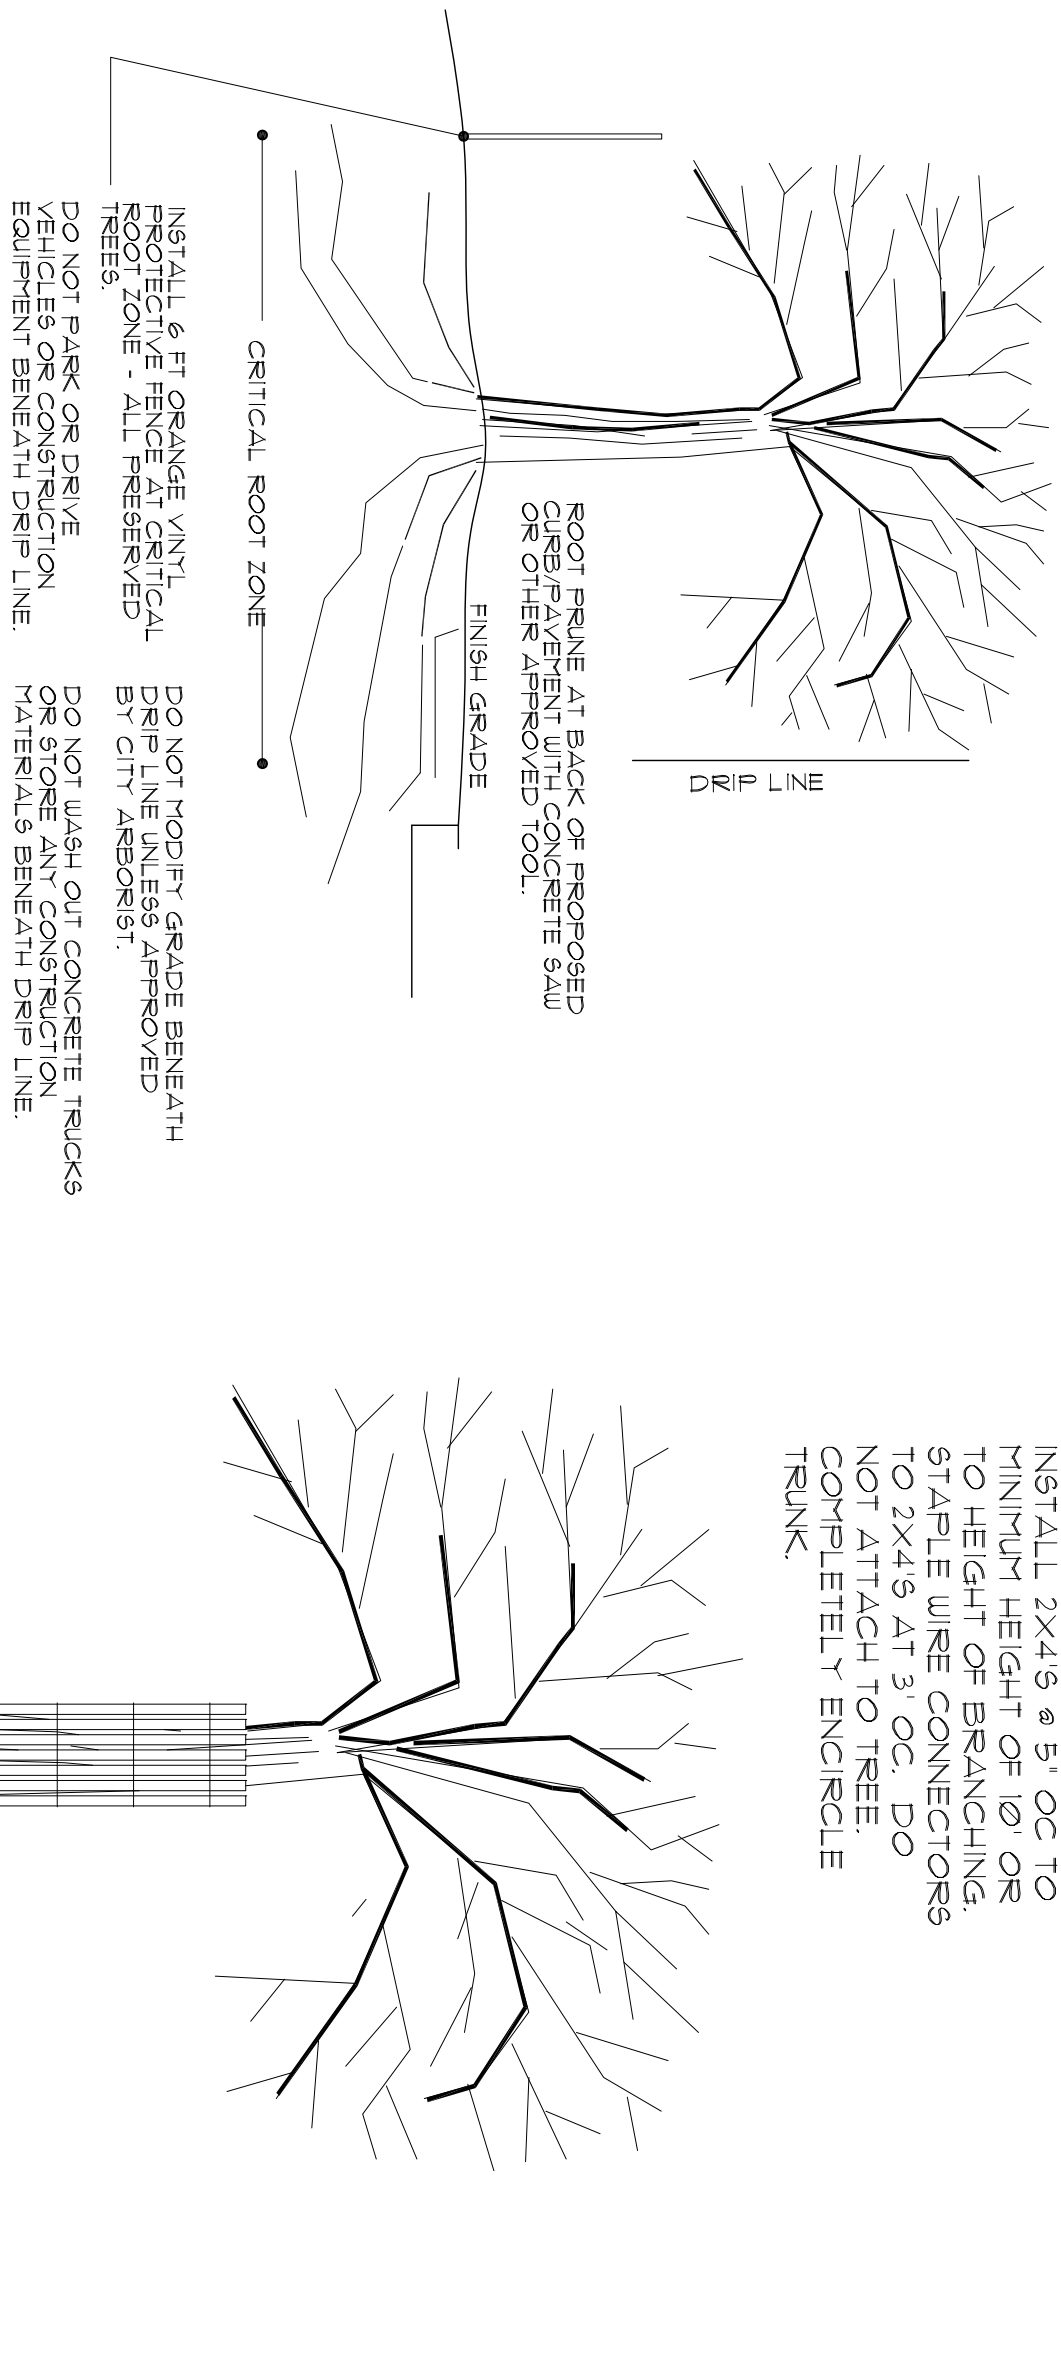 ROOT PRUNE AT BACK OF PROPOSED
CURB/PAVEMENT WITH CONCRETE SAW
OR OTHER APPROVED TOOL.
DRIP LINE
FINISH GRADE
CRITICAL ROOT ZONE
INSTALL 6 FT ORANGE VINYL
PROTECTIVE FENCE AT CRITICAL
ROOT ZONE - ALL PRESERVED
TREES.
DO NOT PARK OR DRIVE
VEHICLES OR CONSTRUCTION
EQUIPMENT BENEATH DRIP LINE.
DO NOT MODIFY GRADE BENEATH
DRIP LINE UNLESS APPROVED
BY CITY ARBORIST.
DO NOT WASH OUT CONCRETE TRUCKS
OR STORE ANY CONSTRUCTION
MATERIALS BENEATH DRIP LINE.
INSTALL 2X4'S @ 5" OC TO
MINIMUM HEIGHT OF 10' OR
TO HEIGHT OF BRANCHING.
STAPLE WIRE CONNECTORS
TO 2X4'S AT 3' OC. DO
NOT ATTACH TO TREE.
COMPLETELY ENCIRCLE
TRUNK.